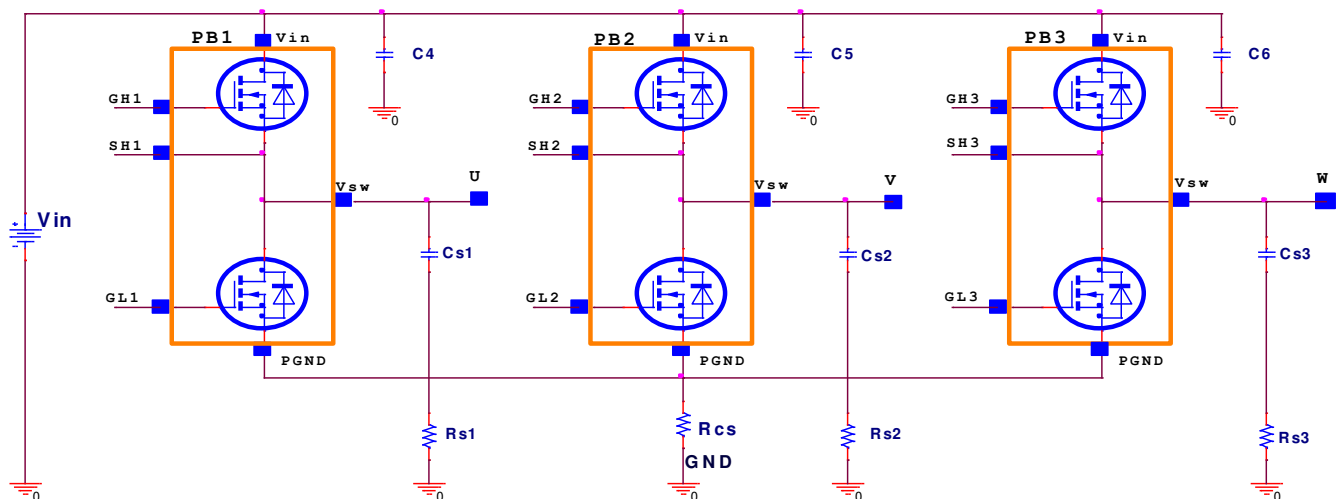 PB1 Vin C4 PB2 Vin C5 PB3 Vin C6
GH1 0 GH2 0 GH3 0
SH1 SH2 SH3
Vsw U Vsw V Vsw W
+ Vin -
Cs1 Cs2 Cs3
GL1 GL2 GL3
PGND PGND PGND
Rs1 Rcs Rs2 Rs3
GND
0 0 0 0 0